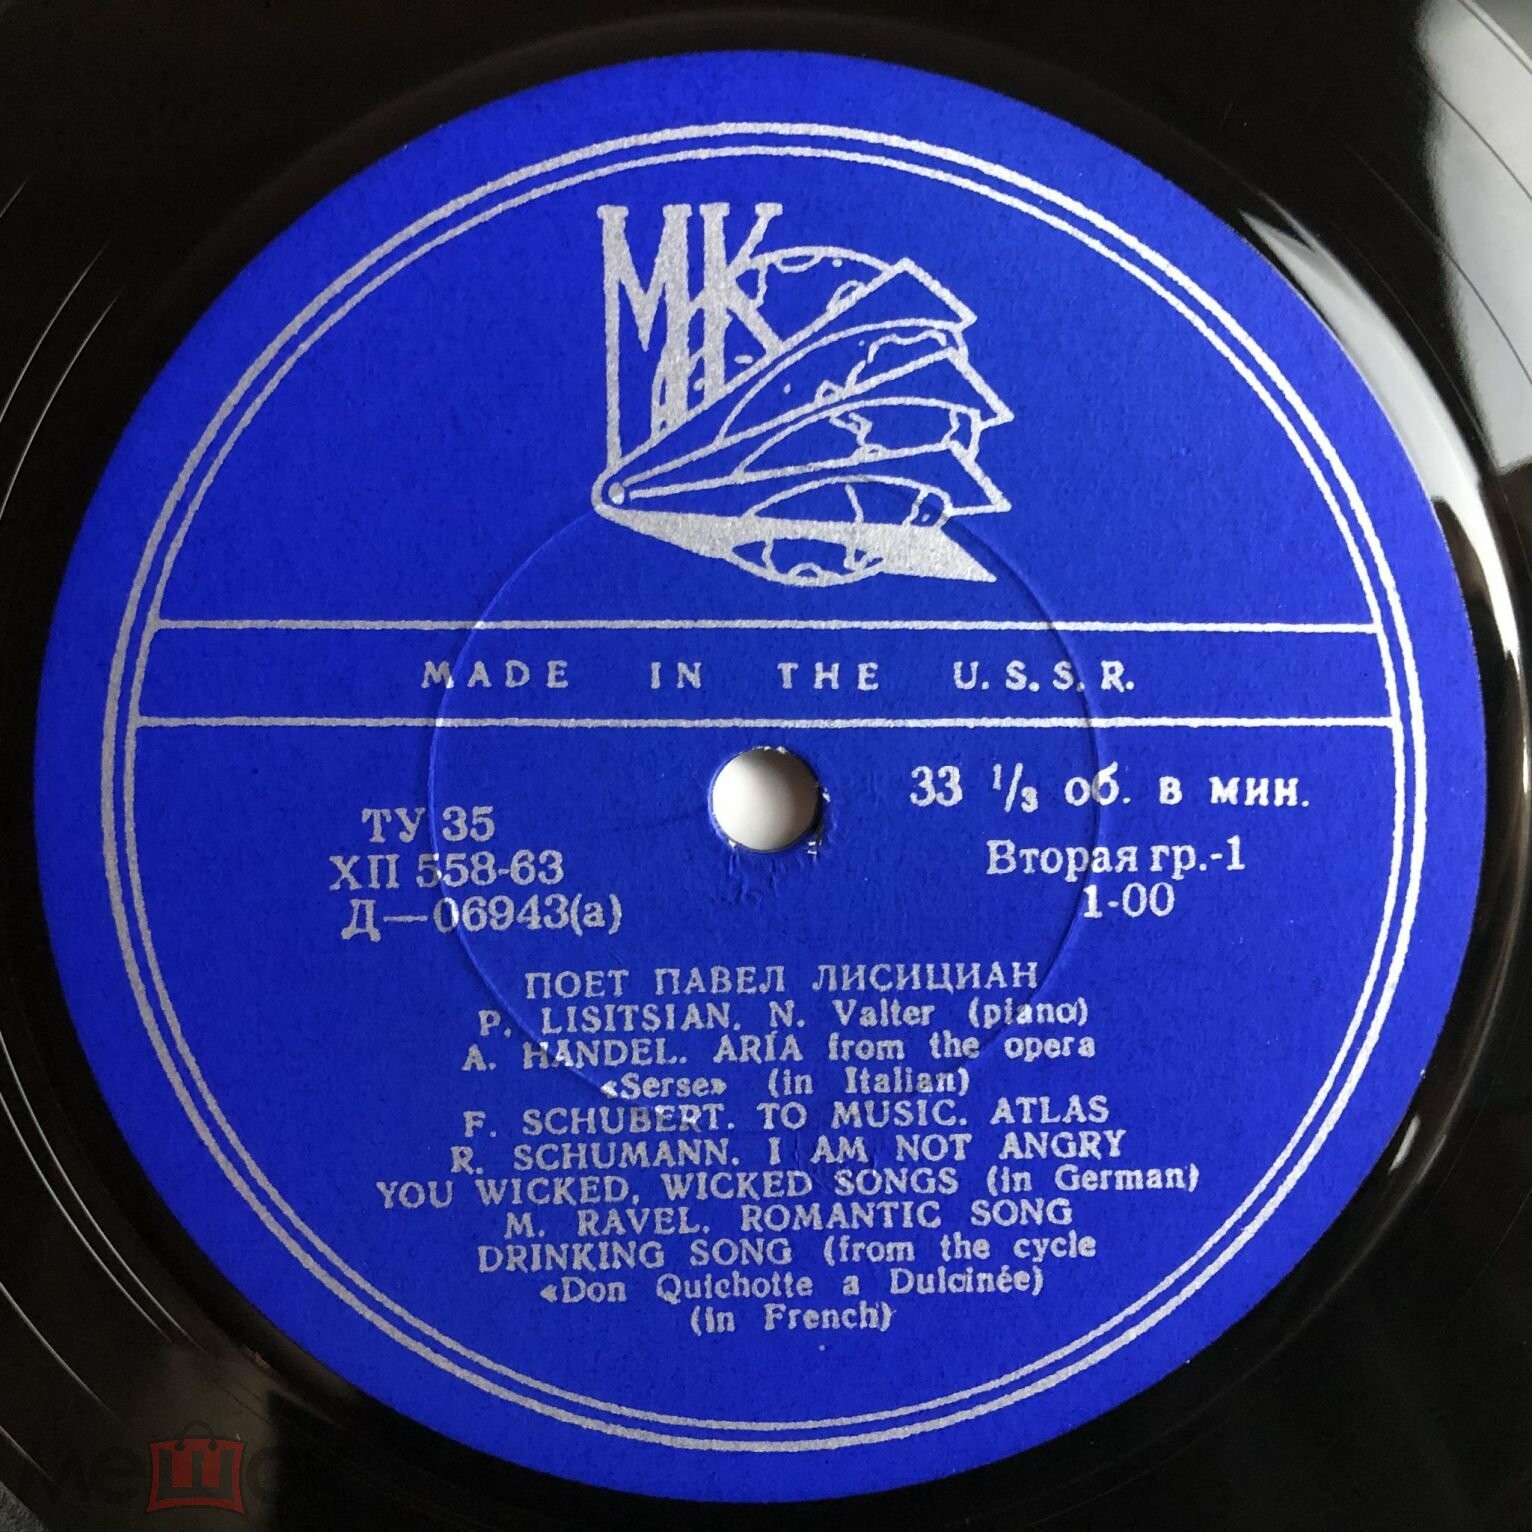 МК
MADE IN THE U.S.S.R.
33 1/3 об. в мин.
ТУ 35
ХП 558-63
Д—06943(а)
Вторая гр.-1
1-00
ПОЕТ ПАВЕЛ ЛИСИЦИАН
P. LISITSIAN. N. Valter (piano)
A. HÄNDEL. ARIA from the opera
«Serse» (in Italian)
F. SCHUBERT. TO MUSIC. ATLAS
R. SCHUMANN. I AM NOT ANGRY
YOU WICKED, WICKED SONGS (in German)
M. RAVEL. ROMANTIC SONG
DRINKING SONG (from the cycle
«Don Quichotte a Dulcinée)
(in French)